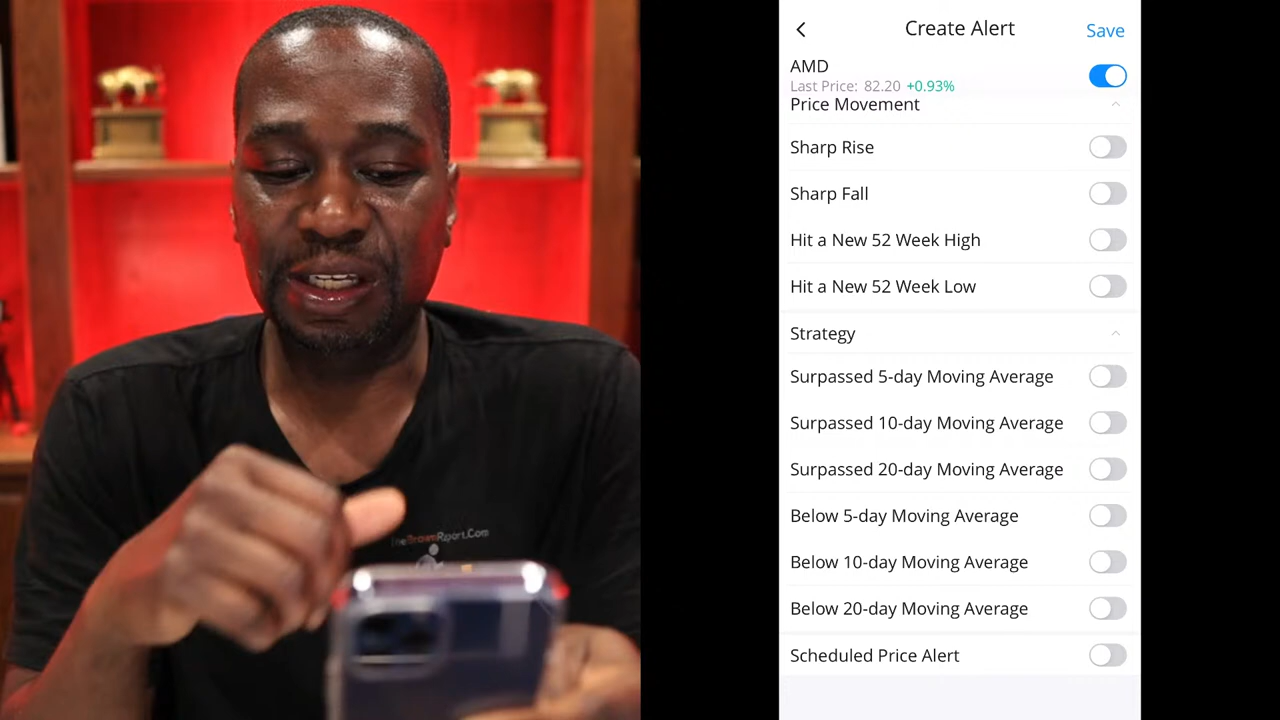 Create Alert
Save
AMD
Last Price: 82.20 +0.93%
Price Movement
Sharp Rise
Sharp Fall
Hit a New 52 Week High
Hit a New 52 Week Low
Strategy
Surpassed 5-day Moving Average
Surpassed 10-day Moving Average
Surpassed 20-day Moving Average
Below 5-day Moving Average
Below 10-day Moving Average
Below 20-day Moving Average
Scheduled Price Alert
heBrownReport.Com